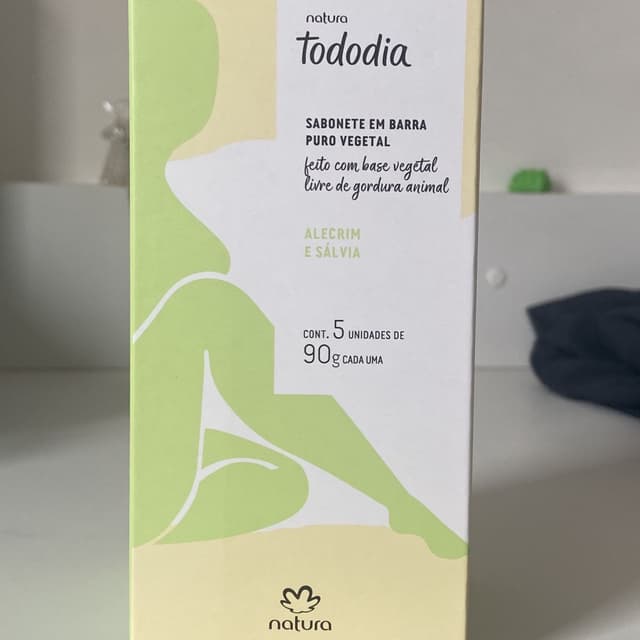 natura
tododia
SABONETE EM BARRA
PURO VEGETAL
feito com base vegetal
livre de gordura animal
ALECRIM
E SÁLVIA
CONT. 5 UNIDADES DE
90g CADA UMA
natura